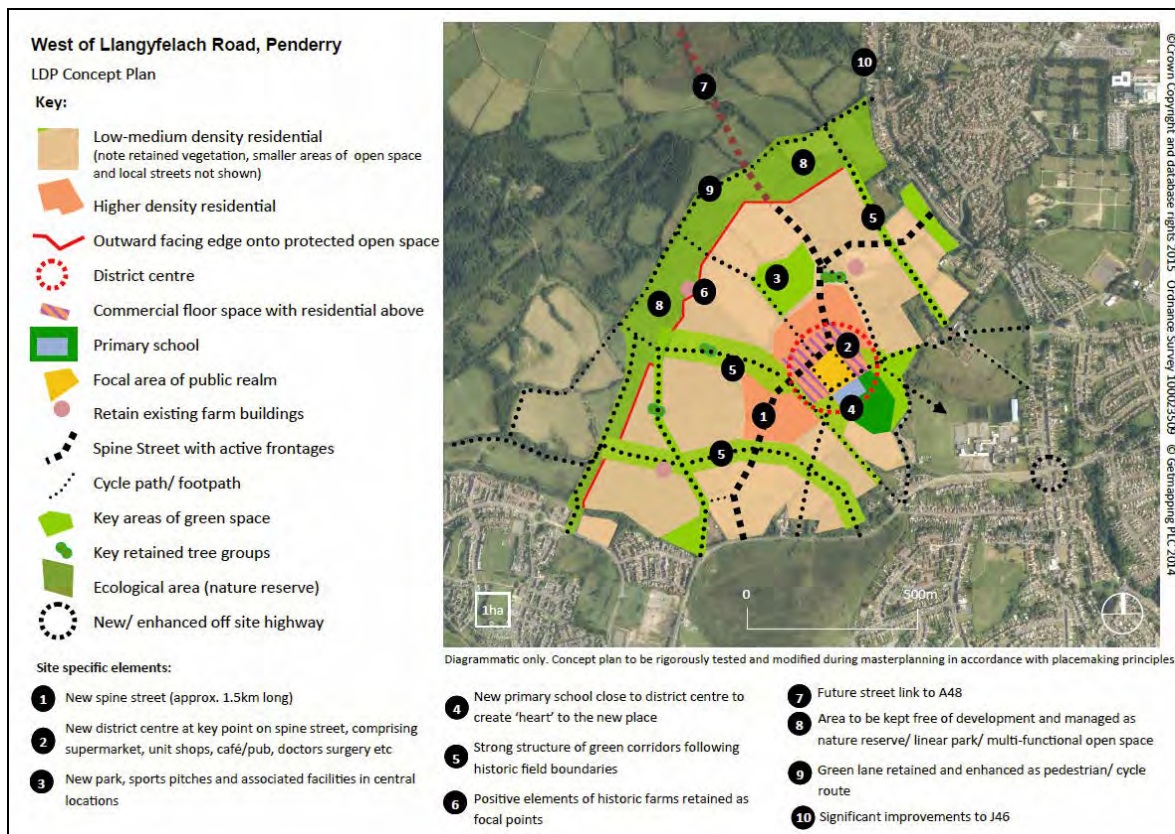 West of Llangyfelach Road, Penderry
LDP Concept Plan
Key:
Low-medium density residential
(note retained vegetation, smaller areas of open space
and local streets not shown)
Higher density residential
Outward facing edge onto protected open space
District centre
Commercial floor space with residential above
Primary school
Focal area of public realm
Retain existing farm buildings
Spine Street with active frontages
Cycle path/ footpath
Key areas of green space
Key retained tree groups
Ecological area (nature reserve)
New/ enhanced off site highway
10
7
8
9
5
3
6
8
2
5
4
1
5
1ha
0
500m
©Crown Copyright and database rights 2015 Ordnance Survey 100023509 © Getmapping PLC 2014
Diagrammatic only. Concept plan to be rigorously tested and modified during masterplanning in accordance with placemaking principles
Site specific elements:
1 New spine street (approx. 1.5km long)
2 New district centre at key point on spine street, comprising
supermarket, unit shops, café/pub, doctors surgery etc
3 New park, sports pitches and associated facilities in central
locations
4 New primary school close to district centre to
create ‘heart’ to the new place
5 Strong structure of green corridors following
historic field boundaries
6 Positive elements of historic farms retained as
focal points
7 Future street link to A48
8 Area to be kept free of development and managed as
nature reserve/ linear park/ multi-functional open space
9 Green lane retained and enhanced as pedestrian/ cycle
route
10 Significant improvements to J46